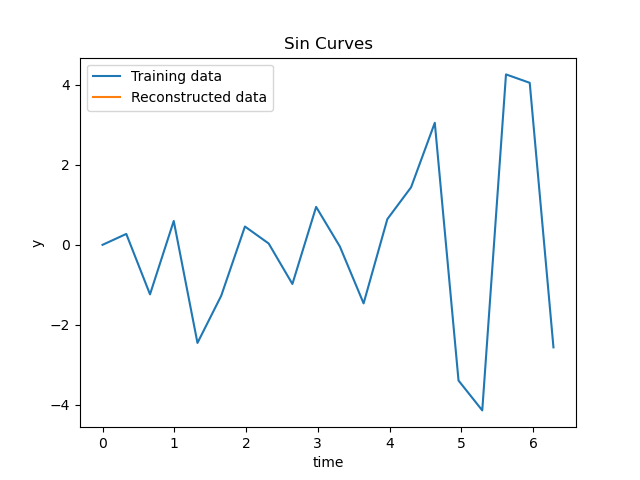 Sin Curves
Training data
Reconstructed data
4
2
0
−2
−4
y
0 1 2 3 4 5 6
time